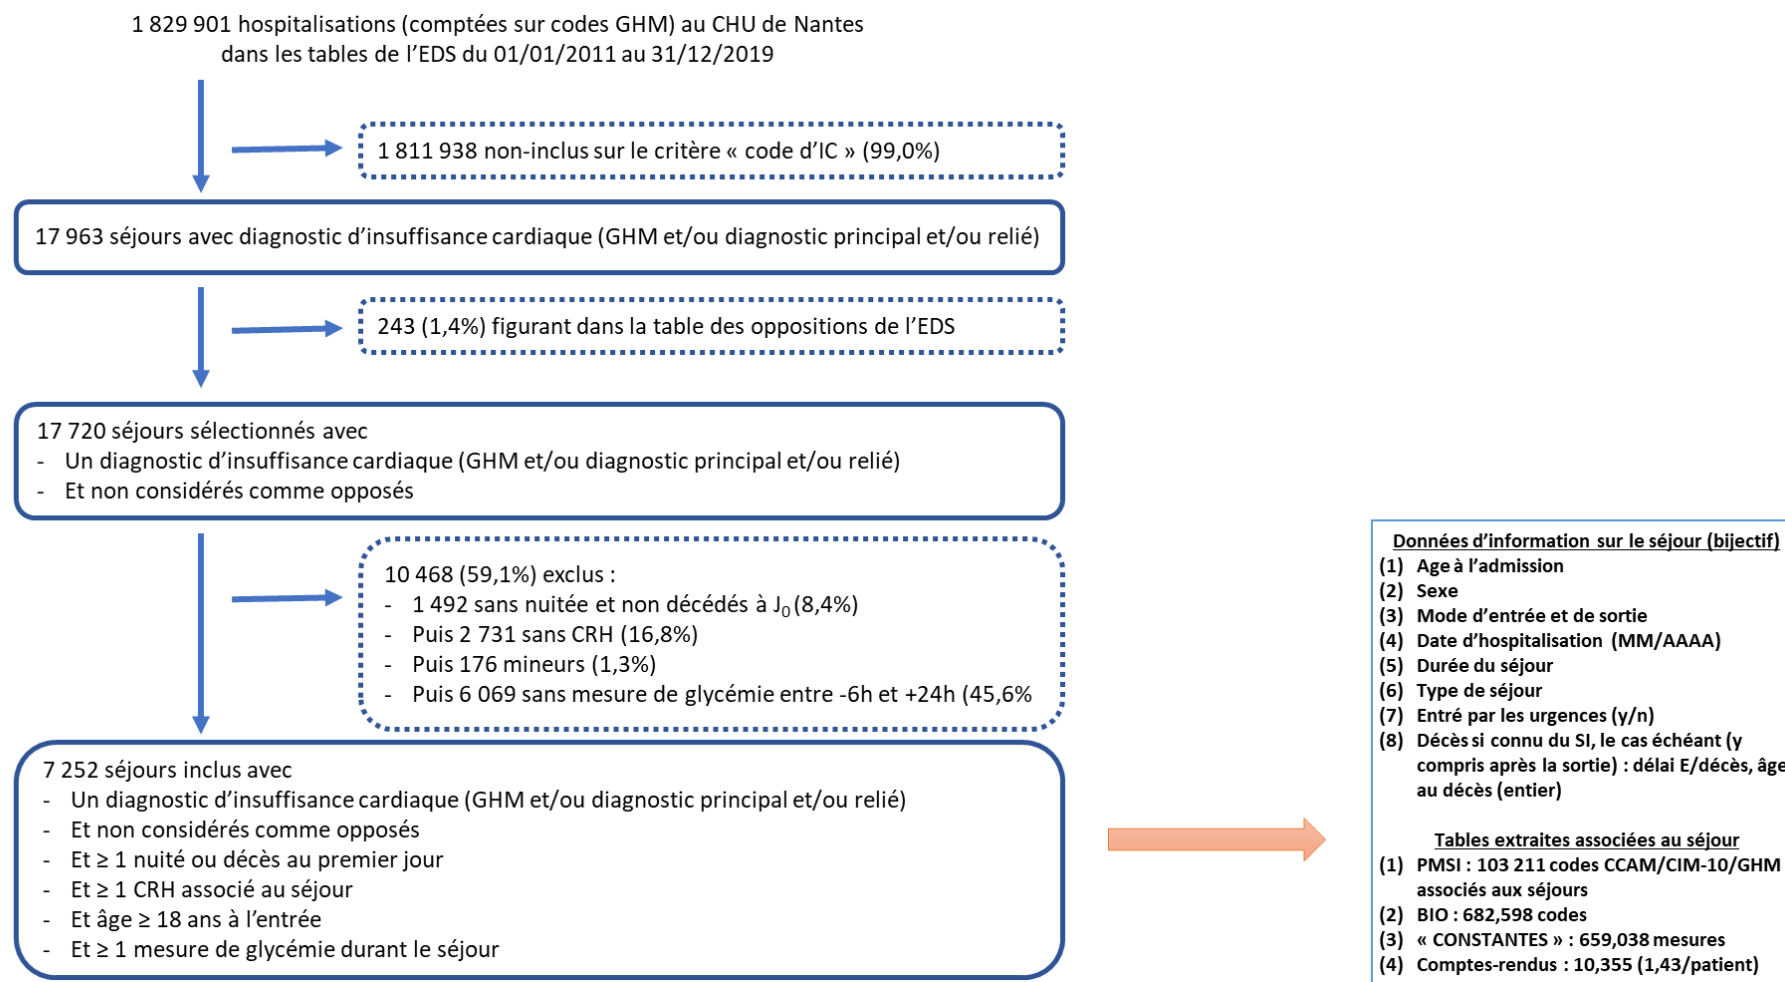 1 829 901 hospitalisations (comptées sur codes GHM) au CHU de Nantes
dans les tables de l’EDS du 01/01/2011 au 31/12/2019
1 811 938 non-inclus sur le critère « code d’IC » (99,0%)
17 963 séjours avec diagnostic d’insuffisance cardiaque (GHM et/ou diagnostic principal et/ou relié)
243 (1,4%) figurant dans la table des oppositions de l’EDS
17 720 séjours sélectionnés avec
- Un diagnostic d’insuffisance cardiaque (GHM et/ou diagnostic principal et/ou relié)
- Et non considérés comme opposés
10 468 (59,1%) exclus :
- 1 492 sans nuitée et non décédés à J0 (8,4%)
- Puis 2 731 sans CRH (16,8%)
- Puis 176 mineurs (1,3%)
- Puis 6 069 sans mesure de glycémie entre -6h et +24h (45,6%
7 252 séjours inclus avec
- Un diagnostic d’insuffisance cardiaque (GHM et/ou diagnostic principal et/ou relié)
- Et non considérés comme opposés
- Et ≥ 1 nuité ou décès au premier jour
- Et ≥ 1 CRH associé au séjour
- Et âge ≥ 18 ans à l’entrée
- Et ≥ 1 mesure de glycémie durant le séjour
Données d’information sur le séjour (bijectif)
(1) Age à l’admission
(2) Sexe
(3) Mode d’entrée et de sortie
(4) Date d’hospitalisation (MM/AAAA)
(5) Durée du séjour
(6) Type de séjour
(7) Entré par les urgences (y/n)
(8) Décès si connu du SI, le cas échéant (y
compris après la sortie) : délai E/décès, âge
au décès (entier)
Tables extraites associées au séjour
(1) PMSI : 103 211 codes CCAM/CIM-10/GHM
associés aux séjours
(2) BIO : 682,598 codes
(3) « CONSTANTES » : 659,038 mesures
(4) Comptes-rendus : 10,355 (1,43/patient)